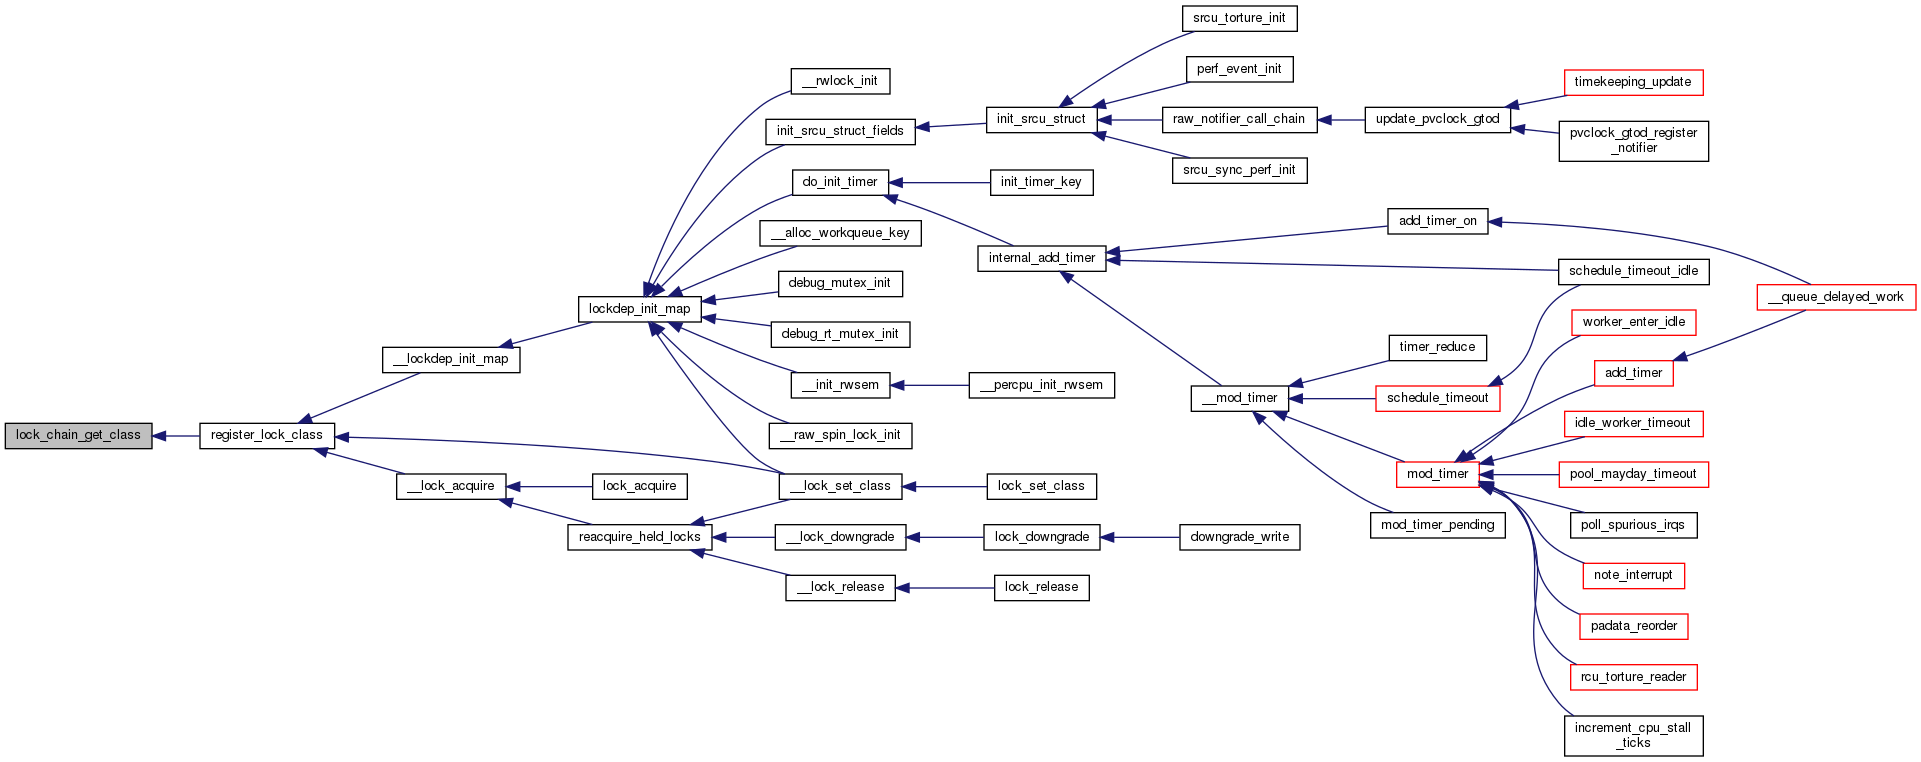 srcu_torture_init
perf_event_init
__rwlock_init
timekeeping_update
init_srcu_struct_fields
init_srcu_struct
raw_notifier_call_chain
update_pvclock_gtod
pvclock_gtod_register
_notifier
srcu_sync_perf_init
do_init_timer
init_timer_key
__alloc_workqueue_key
add_timer_on
internal_add_timer
schedule_timeout_idle
debug_mutex_init
__queue_delayed_work
lockdep_init_map
debug_rt_mutex_init
worker_enter_idle
timer_reduce
__lockdep_init_map
add_timer
__init_rwsem
__percpu_init_rwsem
__mod_timer
schedule_timeout
idle_worker_timeout
lock_chain_get_class
register_lock_class
__raw_spin_lock_init
mod_timer
pool_mayday_timeout
__lock_acquire
lock_acquire
__lock_set_class
lock_set_class
mod_timer_pending
poll_spurious_irqs
reacquire_held_locks
__lock_downgrade
lock_downgrade
downgrade_write
note_interrupt
__lock_release
lock_release
padata_reorder
rcu_torture_reader
increment_cpu_stall
_ticks